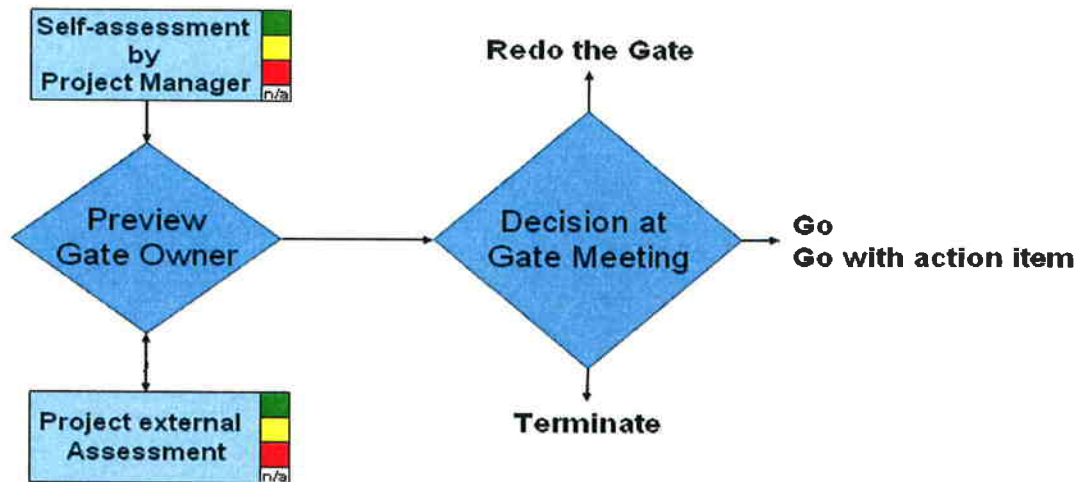 Self-assessment
by
Project Manager
n/a
Preview
Gate Owner
Project external
Assessment
n/a
Redo the Gate
Decision at
Gate Meeting
Go
Go with action item
Terminate